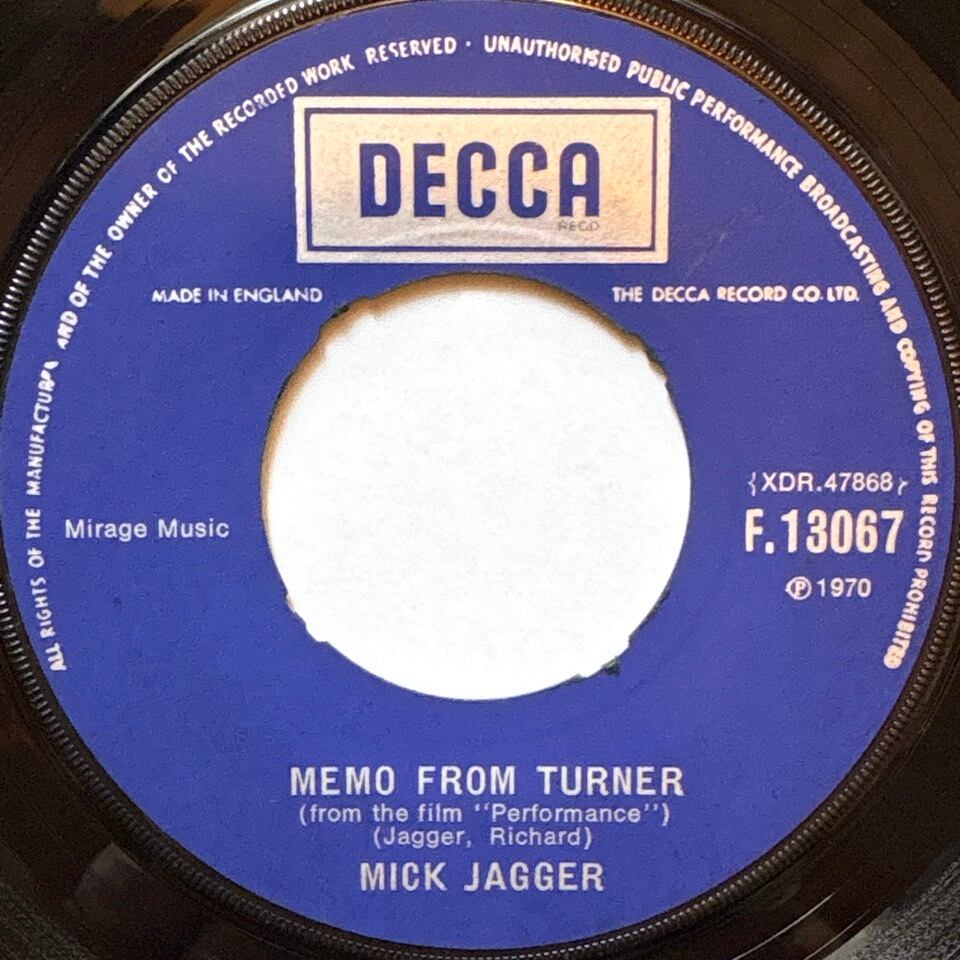 ALL RIGHTS OF THE MANUFACTURER AND OF THE OWNER OF THE RECORDED WORK RESERVED · UNAUTHORISED PUBLIC PERFORMANCE BROADCASTING AND COPYING OF THIS RECORD PROHIBITED
DECCA
REGD
MADE IN ENGLAND
THE DECCA RECORD CO. LTD.
{XDR.47868}
Mirage Music
F.13067
Ⓟ 1970
MEMO FROM TURNER
(from the film "Performance")
(Jagger, Richard)
MICK JAGGER